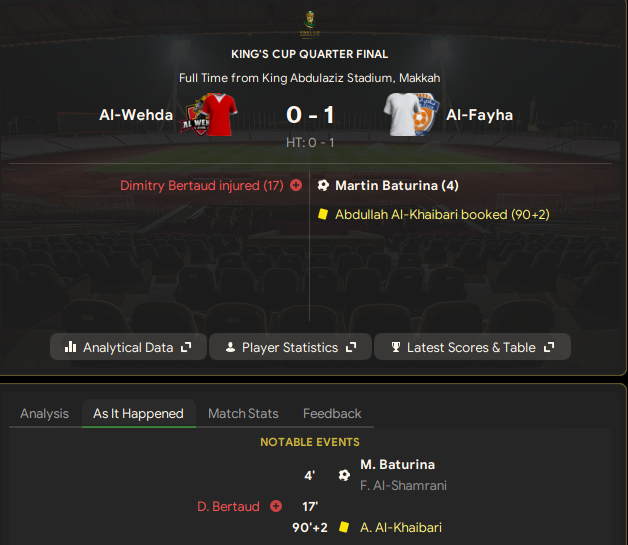 KING'S CUP QUARTER FINAL
Full Time from King Abdulaziz Stadium, Makkah
Al-Wehda 0 - 1 Al-Fayha
HT: 0 - 1
Dimitry Bertaud injured (17) Martin Baturina (4)
Abdullah Al-Khaibari booked (90+2)
Analytical Data Player Statistics Latest Scores & Table
Analysis As It Happened Match Stats Feedback
NOTABLE EVENTS
4' M. Baturina
F. Al-Shamrani
D. Bertaud 17'
90'+2 A. Al-Khaibari